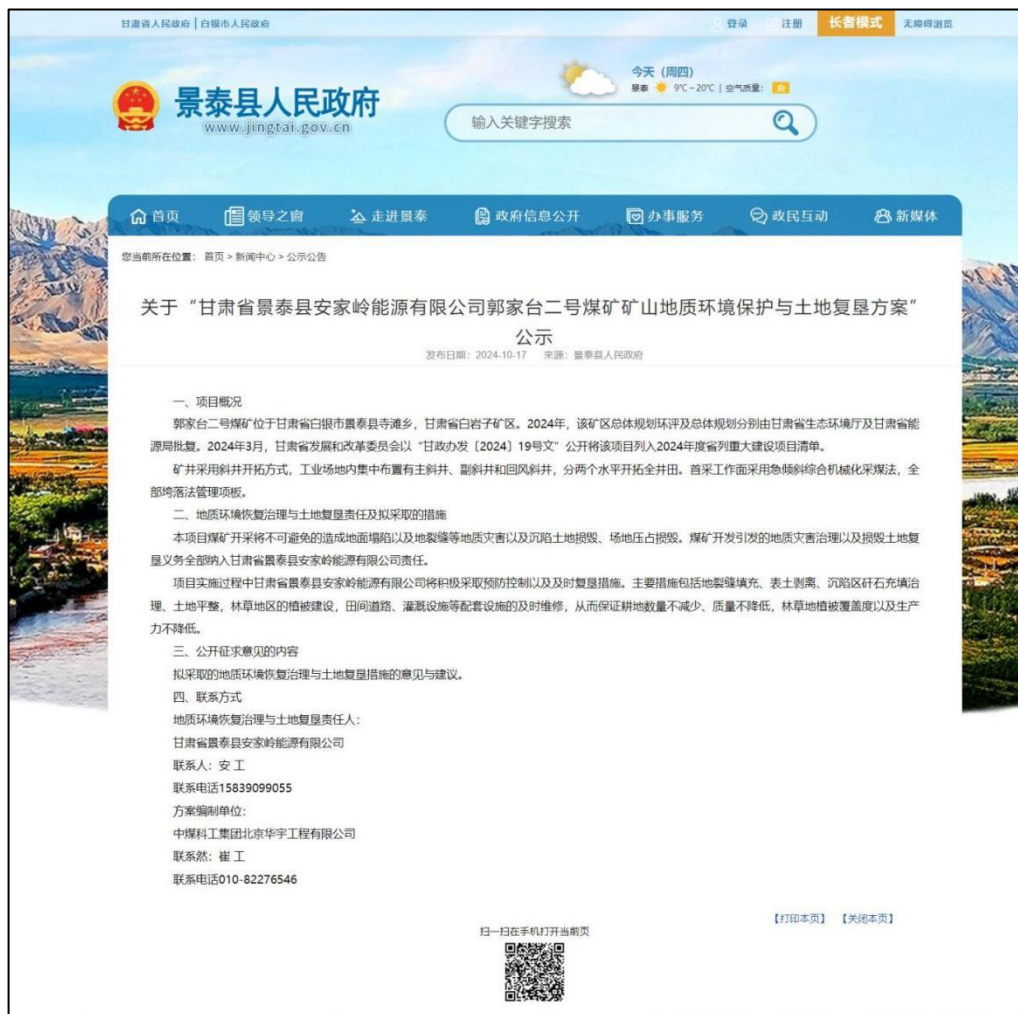 甘肃省人民政府 | 白银市人民政府
登录 注册 长者模式 无障碍浏览
今天（周四）
景泰 9℃~20℃ | 空气质量：
景泰县人民政府
www.jingtai.gov.cn
输入关键字搜索
首页 领导之窗 走进景泰 政府信息公开 办事服务 政民互动 新媒体
您当前所在位置： 首页 > 新闻中心 > 公示公告
关于“甘肃省景泰县安家岭能源有限公司郭家台二号煤矿矿山地质环境保护与土地复垦方案”
公示
发布日期：2024-10-17 来源：景泰县人民政府
一、项目概况
郭家台二号煤矿位于甘肃省白银市景泰县寺滩乡，甘肃省白岩子矿区。2024年，该矿区总体规划环评及总体规划分别由甘肃省生态环境厅及甘肃省能
源局批复。2024年3月，甘肃省发展和改革委员会以“甘政办发〔2024〕19号文”公开将该项目列入2024年度省列重大建设项目清单。
矿井采用斜井开拓方式，工业场地内集中布置有主斜井、副斜井和回风斜井，分两个水平开拓全井田。首采工作面采用急倾斜综合机械化采煤法，全
部垮落法管理顶板。
二、地质环境恢复治理与土地复垦责任及拟采取的措施
本项目煤矿开采将不可避免的造成地面塌陷以及地裂缝等地质灾害以及沉陷土地损毁、场地压占损毁。煤矿开发引发的地质灾害治理以及损毁土地复
垦义务全部纳入甘肃省景泰县安家岭能源有限公司责任。
项目实施过程中甘肃省景泰县安家岭能源有限公司将积极采取预防控制以及及时复垦措施。主要措施包括地裂缝填充、表土剥离、沉陷区矸石充填治
理、土地平整，林草地区的植被建设，田间道路、灌溉设施等配套设施的及时维修，从而保证耕地数量不减少、质量不降低，林草地植被覆盖度以及生产
力不降低。
三、公开征求意见的内容
拟采取的地质环境恢复治理与土地复垦措施的意见与建议。
四、联系方式
地质环境恢复治理与土地复垦责任人：
甘肃省景泰县安家岭能源有限公司
联系人：安 工
联系电话15839099055
方案编制单位：
中煤科工集团北京华宇工程有限公司
联系然：崔 工
联系电话010-82276546
【打印本页】 【关闭本页】
扫一扫在手机打开当前页